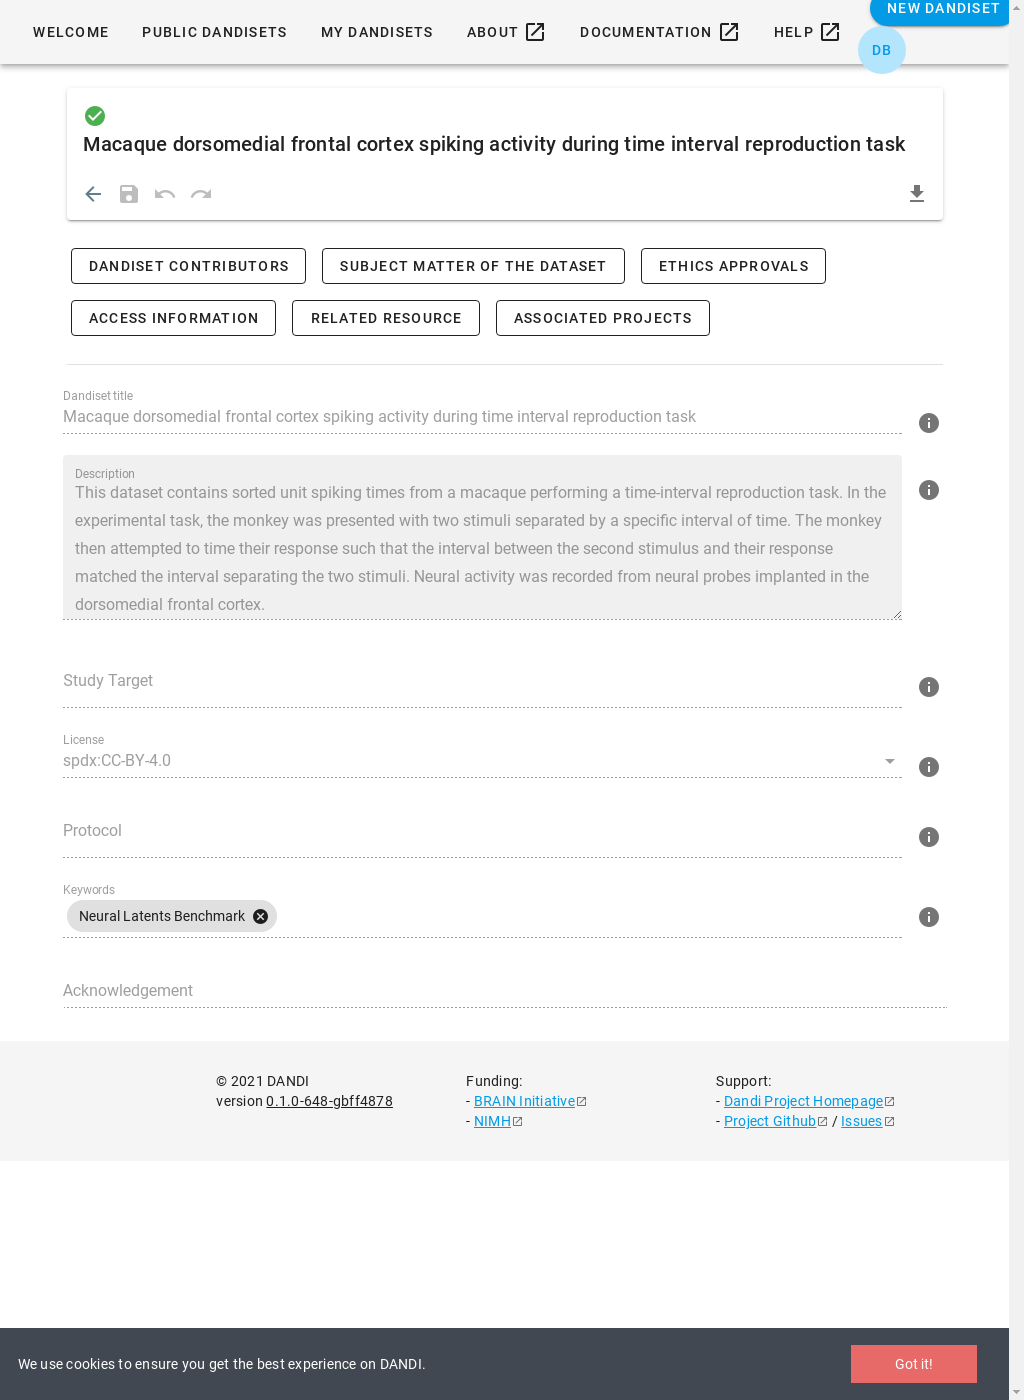 WELCOME PUBLIC DANDISETS MY DANDISETS ABOUT DOCUMENTATION HELP NEW DANDISET
DB
Macaque dorsomedial frontal cortex spiking activity during time interval reproduction task
DANDISET CONTRIBUTORS SUBJECT MATTER OF THE DATASET ETHICS APPROVALS
ACCESS INFORMATION RELATED RESOURCE ASSOCIATED PROJECTS
Dandiset title
Macaque dorsomedial frontal cortex spiking activity during time interval reproduction task
Description
This dataset contains sorted unit spiking times from a macaque performing a time-interval reproduction task. In the
experimental task, the monkey was presented with two stimuli separated by a specific interval of time. The monkey
then attempted to time their response such that the interval between the second stimulus and their response
matched the interval separating the two stimuli. Neural activity was recorded from neural probes implanted in the
dorsomedial frontal cortex.
Study Target
License
spdx:CC-BY-4.0
Protocol
Keywords
Neural Latents Benchmark
Acknowledgement
© 2021 DANDI
version 0.1.0-648-gbff4878
Funding:
- BRAIN Initiative
- NIMH
Support:
- Dandi Project Homepage
- Project Github / Issues
We use cookies to ensure you get the best experience on DANDI.
Got it!